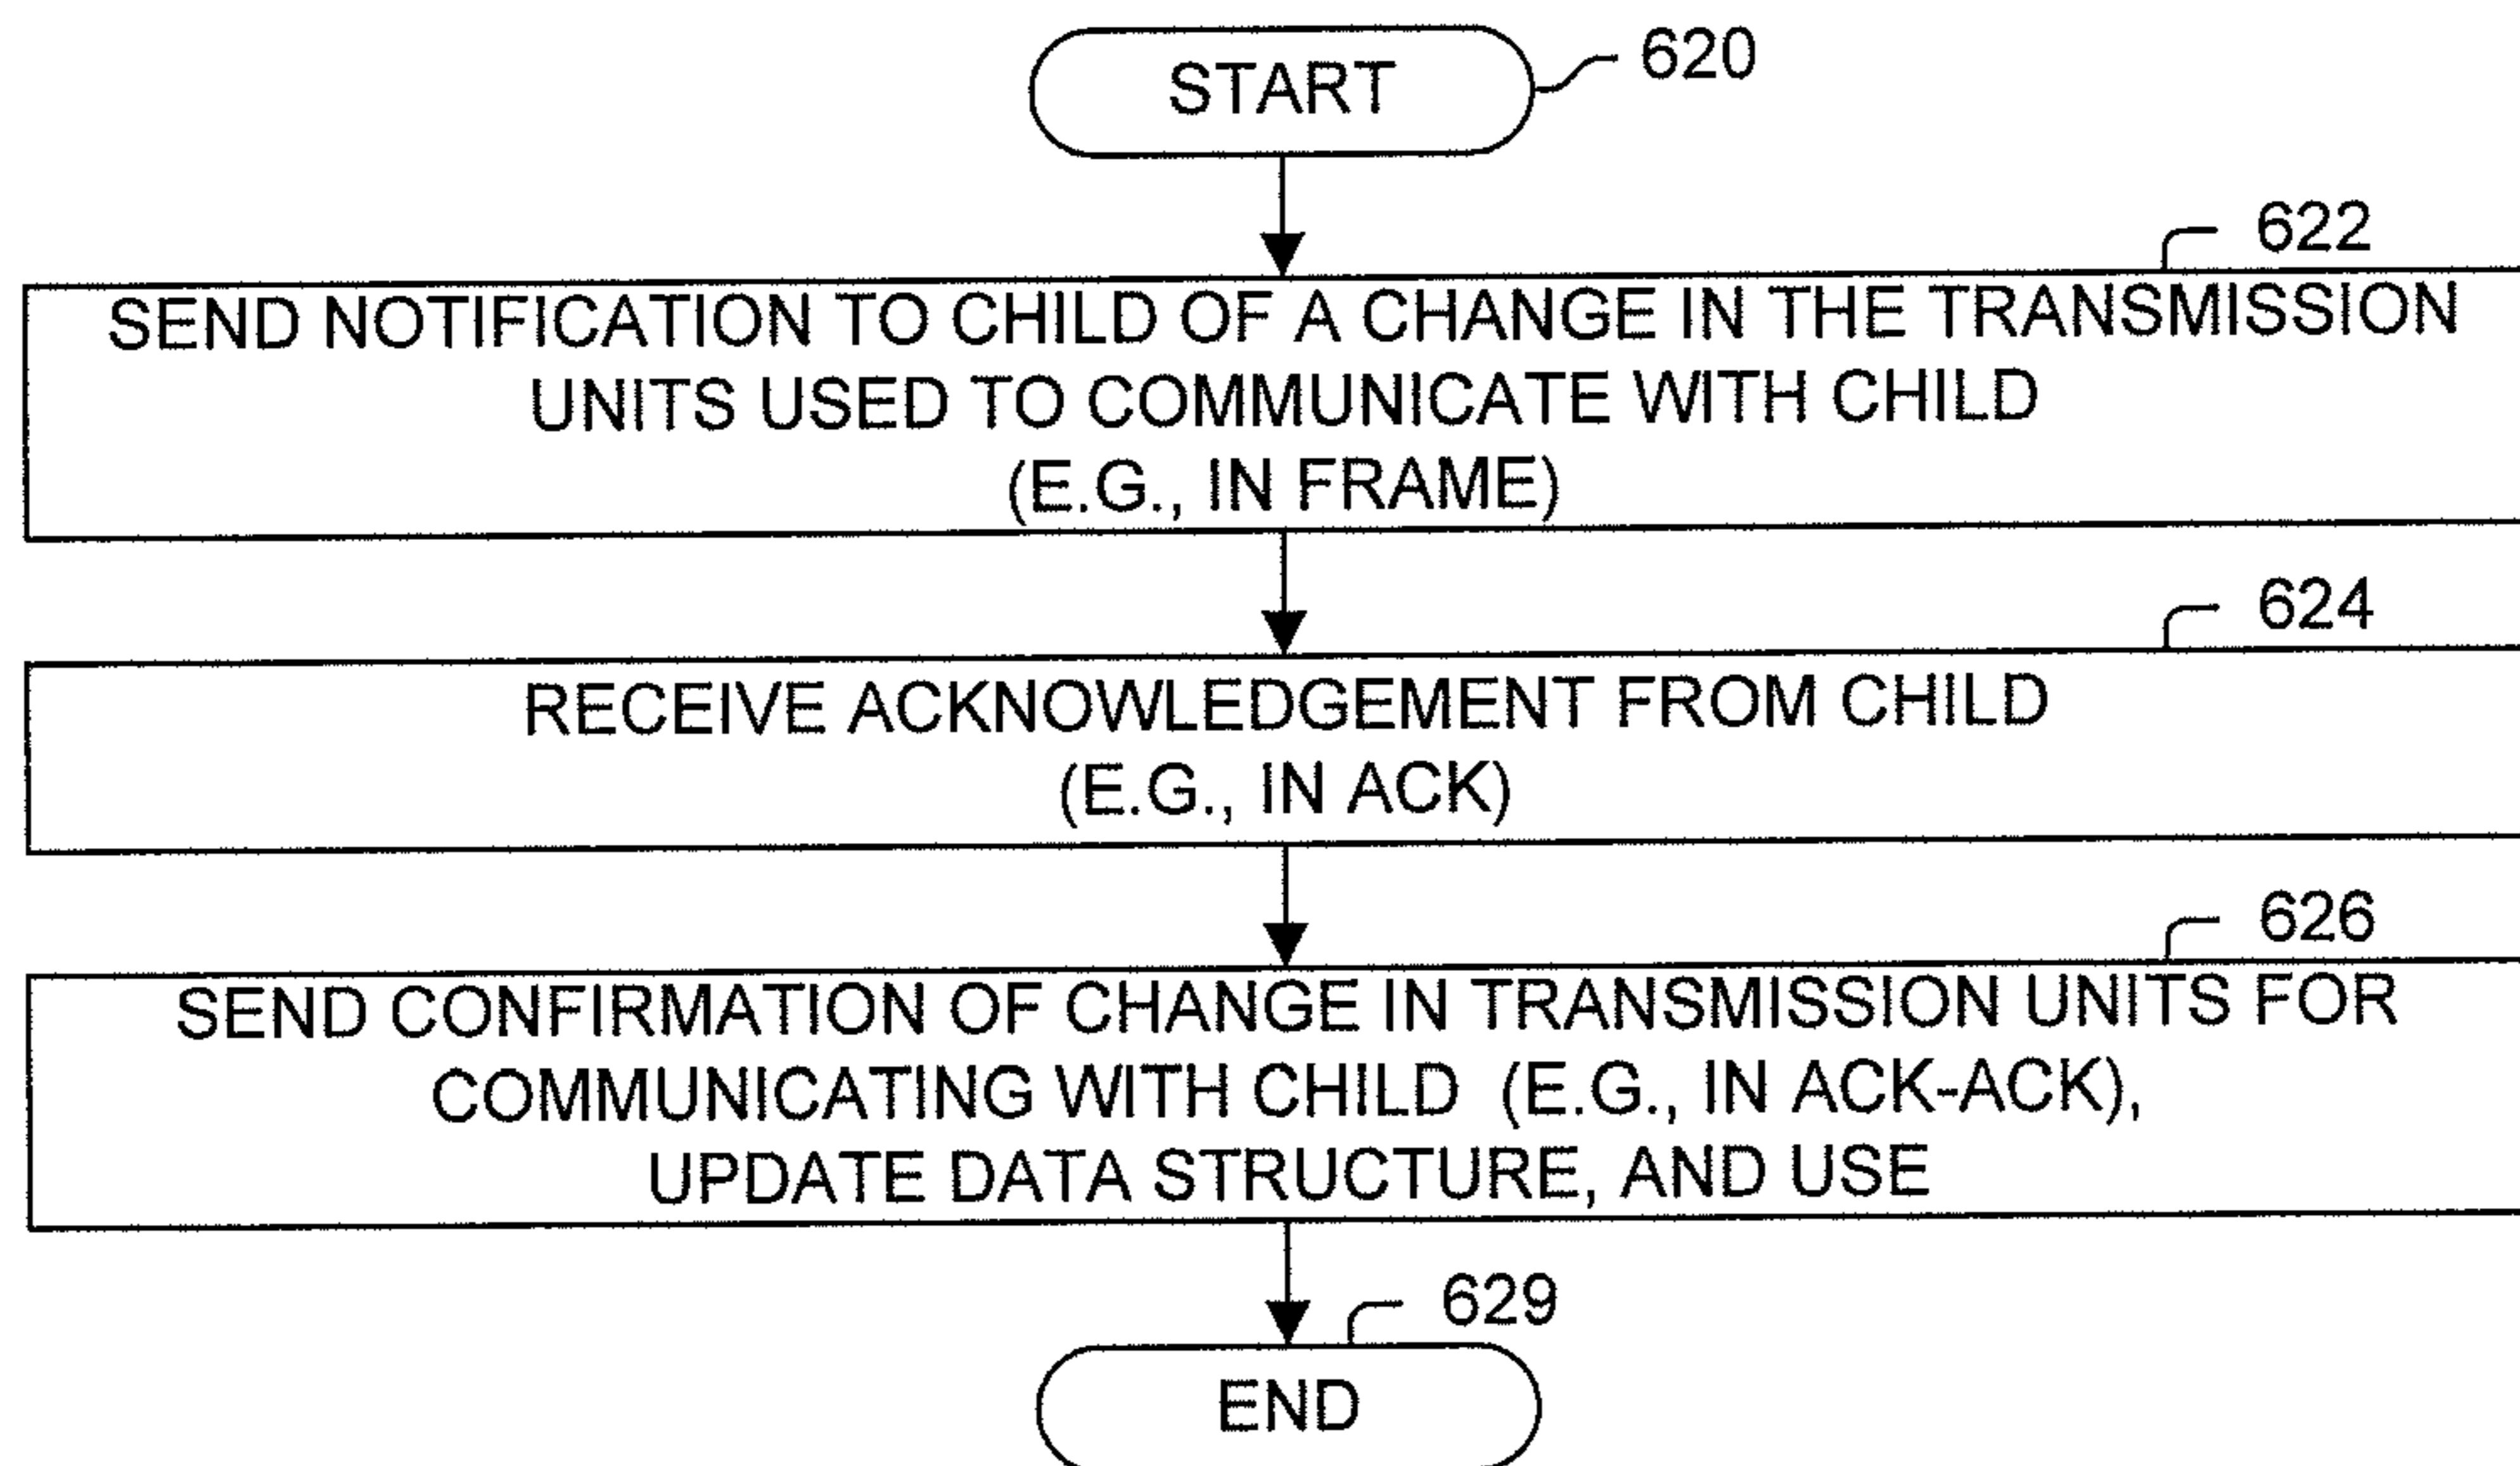 START
620
622
SEND NOTIFICATION TO CHILD OF A CHANGE IN THE TRANSMISSION
UNITS USED TO COMMUNICATE WITH CHILD
(E.G., IN FRAME)
624
RECEIVE ACKNOWLEDGEMENT FROM CHILD
(E.G., IN ACK)
626
SEND CONFIRMATION OF CHANGE IN TRANSMISSION UNITS FOR
COMMUNICATING WITH CHILD (E.G., IN ACK-ACK),
UPDATE DATA STRUCTURE, AND USE
629
END